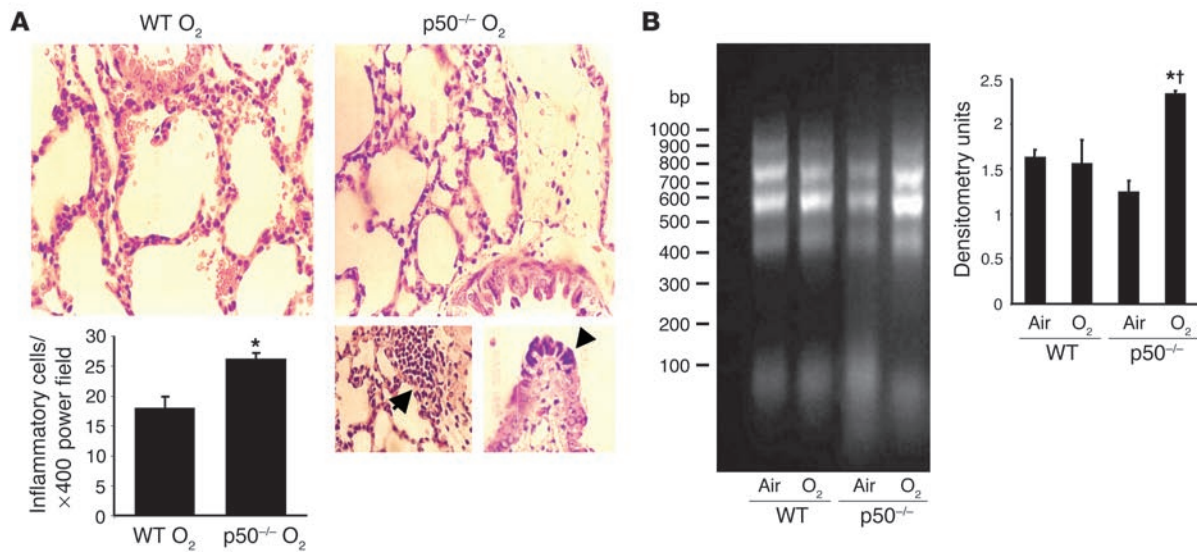 A
WT O₂
p50⁻/⁻ O₂
Inflammatory cells/
×400 power field
30
25
20
15
10
5
0
WT O₂
p50⁻/⁻ O₂
*
B
bp
1000
900
800
700
600
500
400
300
200
100
Air O₂ Air O₂
WT p50⁻/⁻
Densitometry units
2.5
2
1.5
1
0.5
0
*†
Air O₂ Air O₂
WT p50⁻/⁻